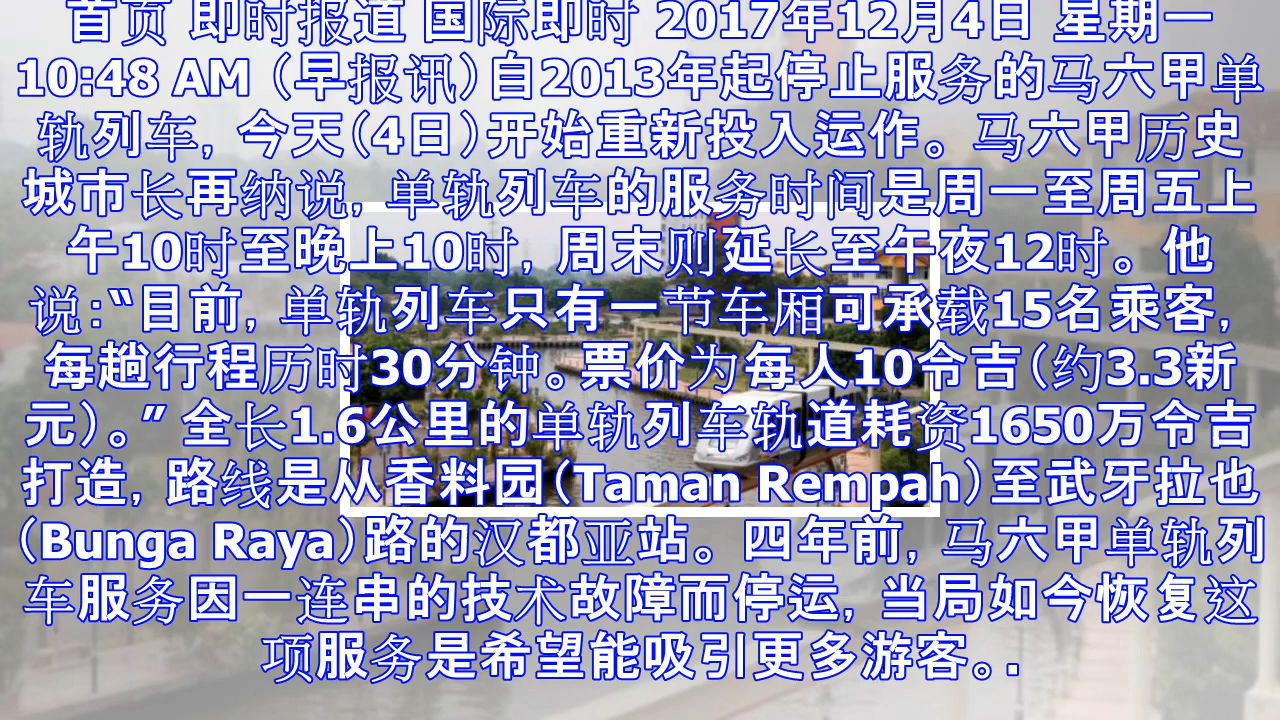 首页 即时报道 国际即时 2017年12月4日 星期一
10:48 AM (早报讯)自2013年起停止服务的马六甲单
轨列车, 今天(4日)开始重新投入运作。马六甲历史
城市长再纳说, 单轨列车的服务时间是周一至周五上
午10时至晚上10时, 周末则延长至午夜12时。他
说:“目前, 单轨列车只有一节车厢可承载15名乘客,
每趟行程历时30分钟。票价为每人10令吉(约3.3新
元)。” 全长1.6公里的单轨列车轨道耗资1650万令吉
打造, 路线是从香料园(Taman Rempah)至武牙拉也
(Bunga Raya)路的汉都亚站。四年前, 马六甲单轨列
车服务因一连串的技术故障而停运, 当局如今恢复这
项服务是希望能吸引更多游客。.